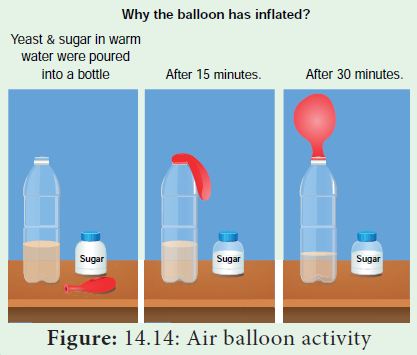 Why the balloon has inflated?
Yeast & sugar in warm
water were poured
into a bottle
After 15 minutes.
After 30 minutes.
Sugar
Sugar
Sugar
Figure: 14.14: Air balloon activity